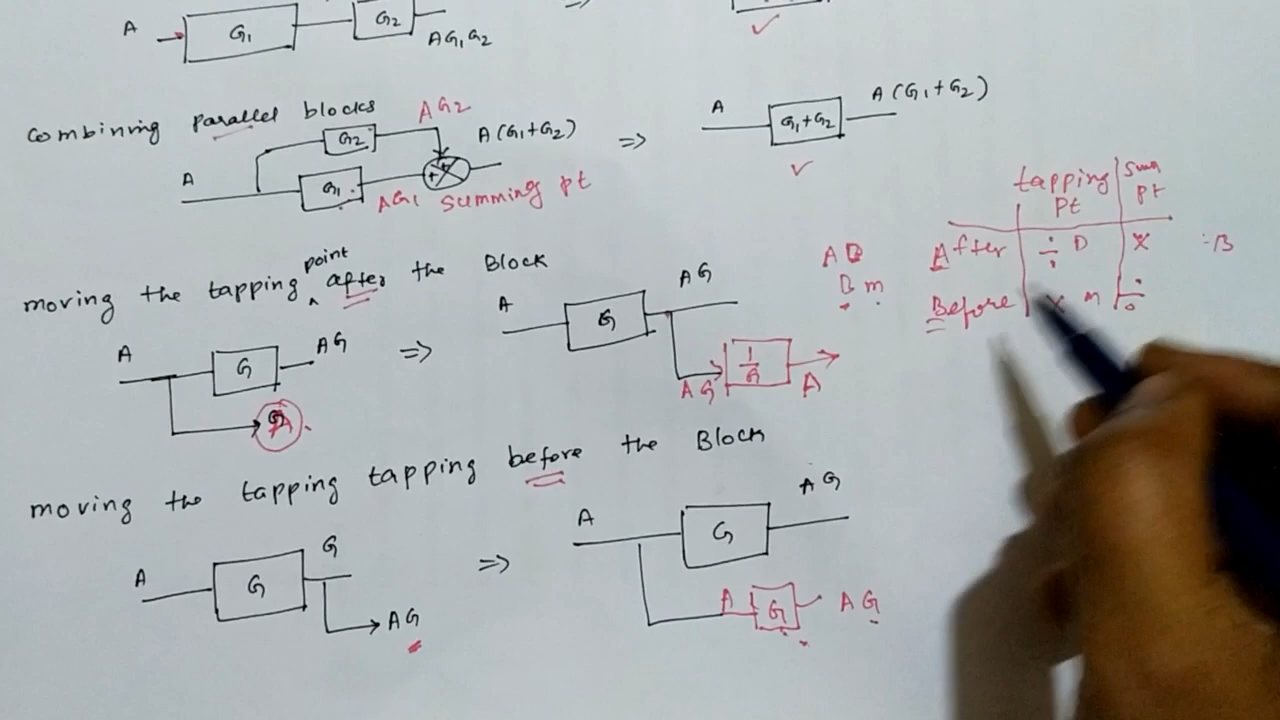 A G1 G2
AG1G2
Combining parallel blocks
AG2
G2
A(G1+G2)
⇒
A G1+G2 A(G1+G2)
A G1 AG1 summing pt
tapping pt Sum pt
After ÷ D X
Before X m ÷
AD
Bm
moving the tapping point after the Block
A G AG
⇒
A G AG
AG 1/G A
A
moving the tapping tapping before the Block
A G G
AG
⇒
A G AG
A G AG